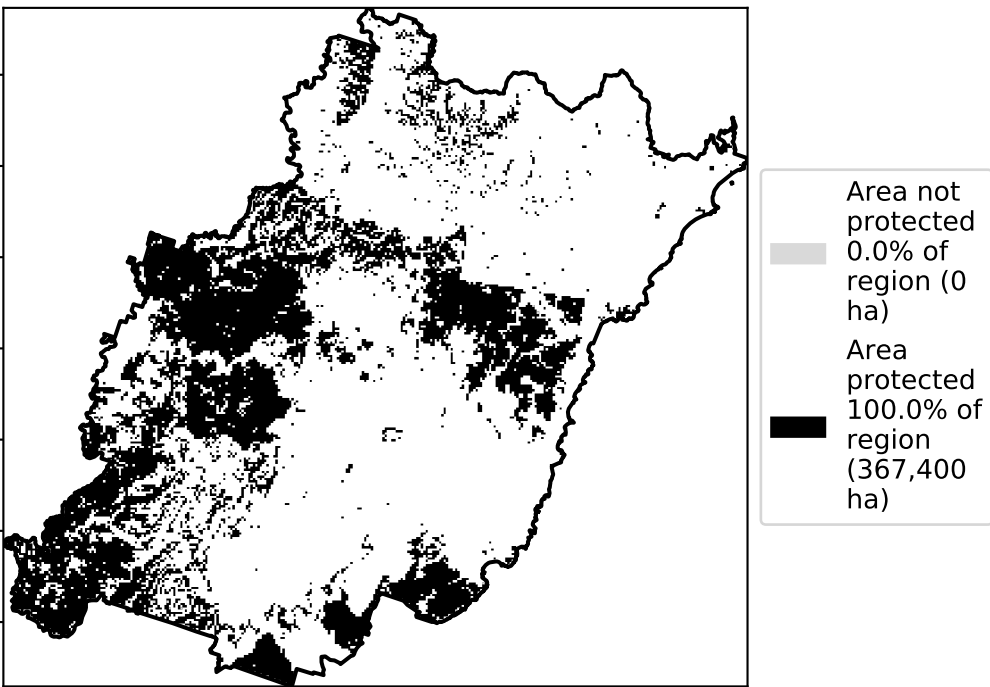 Area not
protected
0.0% of
region (0
ha)
Area
protected
100.0% of
region
(367,400
ha)